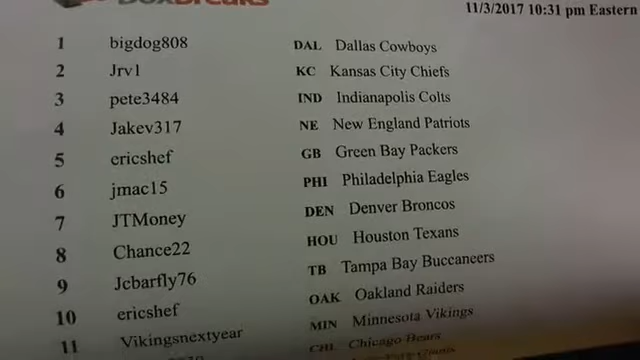 BoxBreaks
11/3/2017 10:31 pm Eastern
1 bigdog808 DAL Dallas Cowboys
2 Jrv1 KC Kansas City Chiefs
3 pete3484 IND Indianapolis Colts
4 Jakev317 NE New England Patriots
5 ericshef GB Green Bay Packers
6 jmac15 PHI Philadelphia Eagles
7 JTMoney DEN Denver Broncos
8 Chance22 HOU Houston Texans
9 Jcbarfly76 TB Tampa Bay Buccaneers
10 ericshef OAK Oakland Raiders
11 Vikingsnextyear MIN Minnesota Vikings
CHI Chicago Bears